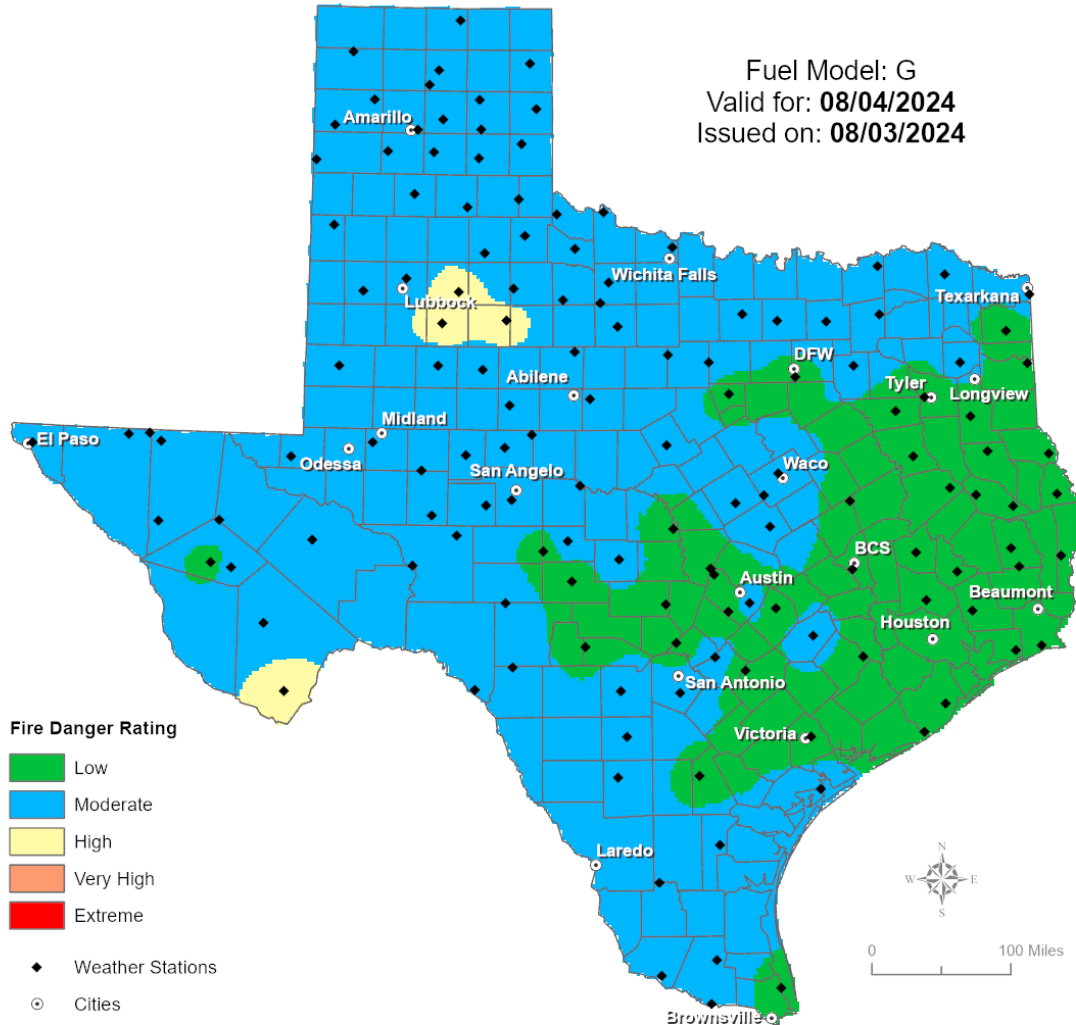 Fuel Model: G
Valid for: 08/04/2024
Issued on: 08/03/2024
Amarillo
Wichita Falls
Lubbock
Texarkana
DFW
Abilene
Tyler
Longview
Midland
El Paso
Odessa
Waco
San Angelo
BCS
Austin
Beaumont
Houston
San Antonio
Victoria
Laredo
Brownsville
Fire Danger Rating
Low
Moderate
High
Very High
Extreme
Weather Stations
Cities
N
W E
S
0 100 Miles